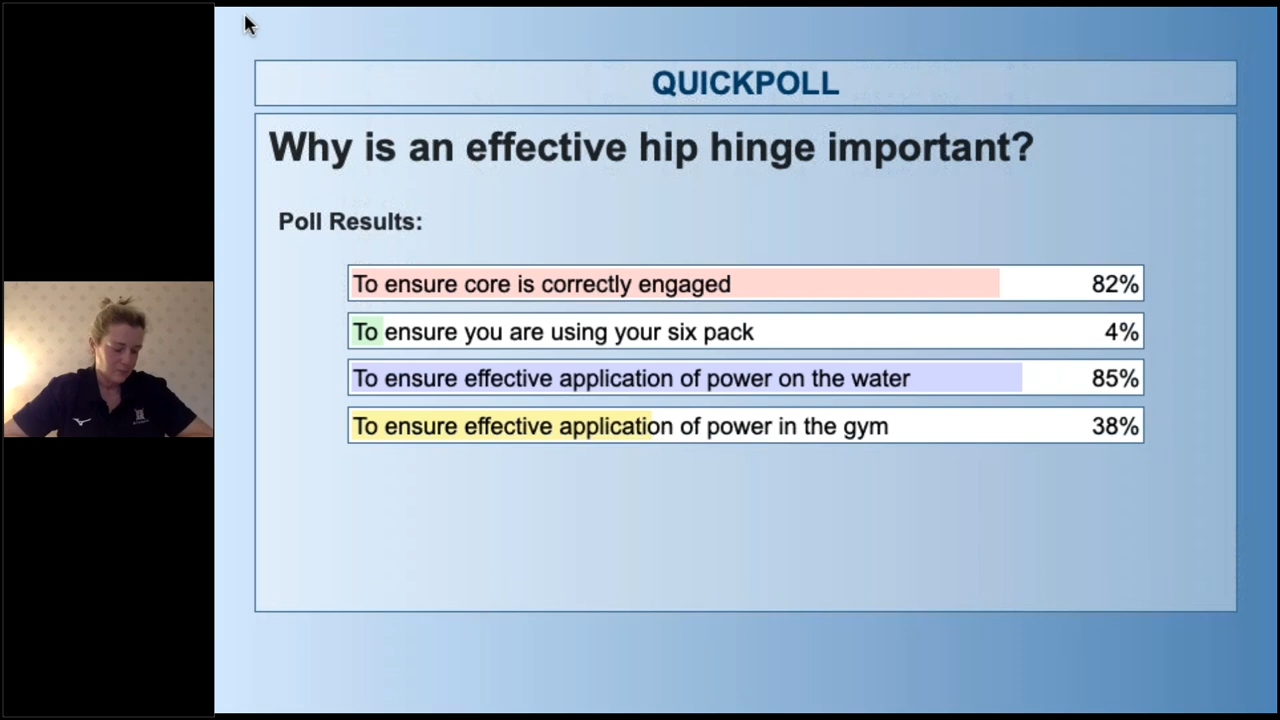 QUICKPOLL
Why is an effective hip hinge important?
Poll Results:
To ensure core is correctly engaged 82%
To ensure you are using your six pack 4%
To ensure effective application of power on the water 85%
To ensure effective application of power in the gym 38%